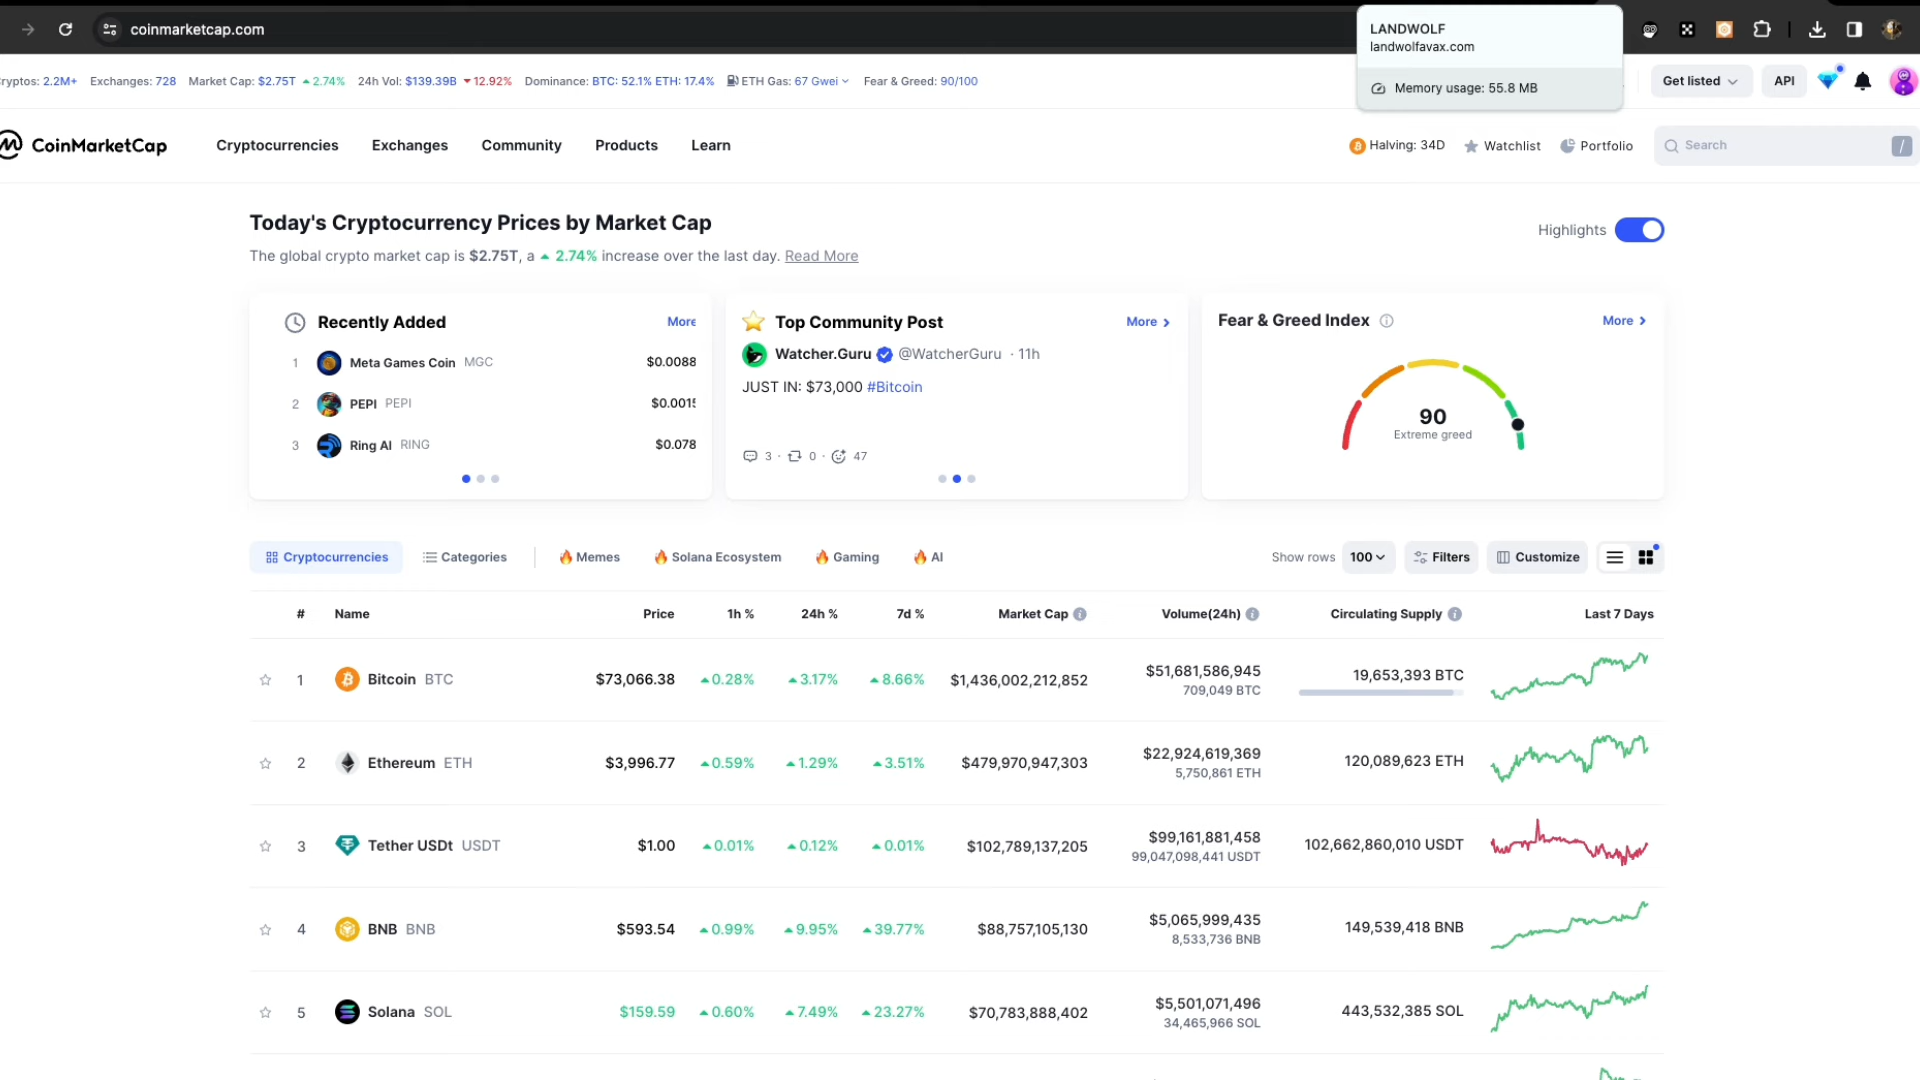 coinmarketcap.com
LANDWOLF
landwolfavax.com
Memory usage: 55.8 MB
ryptos: 2.2M+ Exchanges: 728 Market Cap: $2.75T 2.74% 24h Vol: $139.39B 12.92% Dominance: BTC: 52.1% ETH: 17.4% ETH Gas: 67 Gwei Fear & Greed: 90/100
Get listed API
CoinMarketCap Cryptocurrencies Exchanges Community Products Learn Halving: 34D Watchlist Portfolio Search /
Today's Cryptocurrency Prices by Market Cap
Highlights
The global crypto market cap is $2.75T, a 2.74% increase over the last day. Read More
Recently Added More
1 Meta Games Coin MGC $0.0088
2 PEPI PEPI $0.0015
3 Ring AI RING $0.078
Top Community Post More
Watcher.Guru @WatcherGuru · 11h
JUST IN: $73,000 #Bitcoin
3 · 0 · 47
Fear & Greed Index More
90
Extreme greed
Cryptocurrencies Categories Memes Solana Ecosystem Gaming AI Show rows 100 Filters Customize
# Name Price 1h % 24h % 7d % Market Cap Volume(24h) Circulating Supply Last 7 Days
1 Bitcoin BTC $73,066.38 0.28% 3.17% 8.66% $1,436,002,212,852 $51,681,586,945 19,653,393 BTC
709,049 BTC
2 Ethereum ETH $3,996.77 0.59% 1.29% 3.51% $479,970,947,303 $22,924,619,369 120,089,623 ETH
5,750,861 ETH
3 Tether USDt USDT $1.00 0.01% 0.12% 0.01% $102,789,137,205 $99,161,881,458 102,662,860,010 USDT
99,047,098,441 USDT
4 BNB BNB $593.54 0.99% 9.95% 39.77% $88,757,105,130 $5,065,999,435 149,539,418 BNB
8,533,736 BNB
5 Solana SOL $159.59 0.60% 7.49% 23.27% $70,783,888,402 $5,501,071,496 443,532,385 SOL
34,465,966 SOL